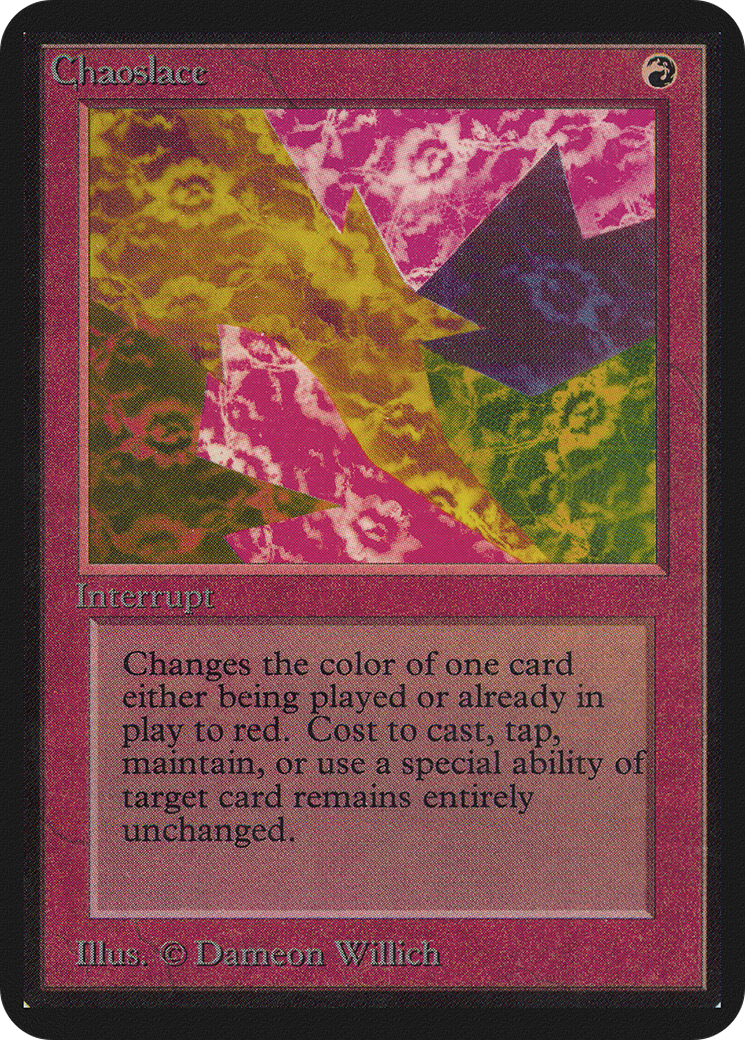 Chaoslace
Interrupt
Changes the color of one card
either being played or already in
play to red. Cost to cast, tap,
maintain, or use a special ability of
target card remains entirely
unchanged.
Illus. © Dameon Willich